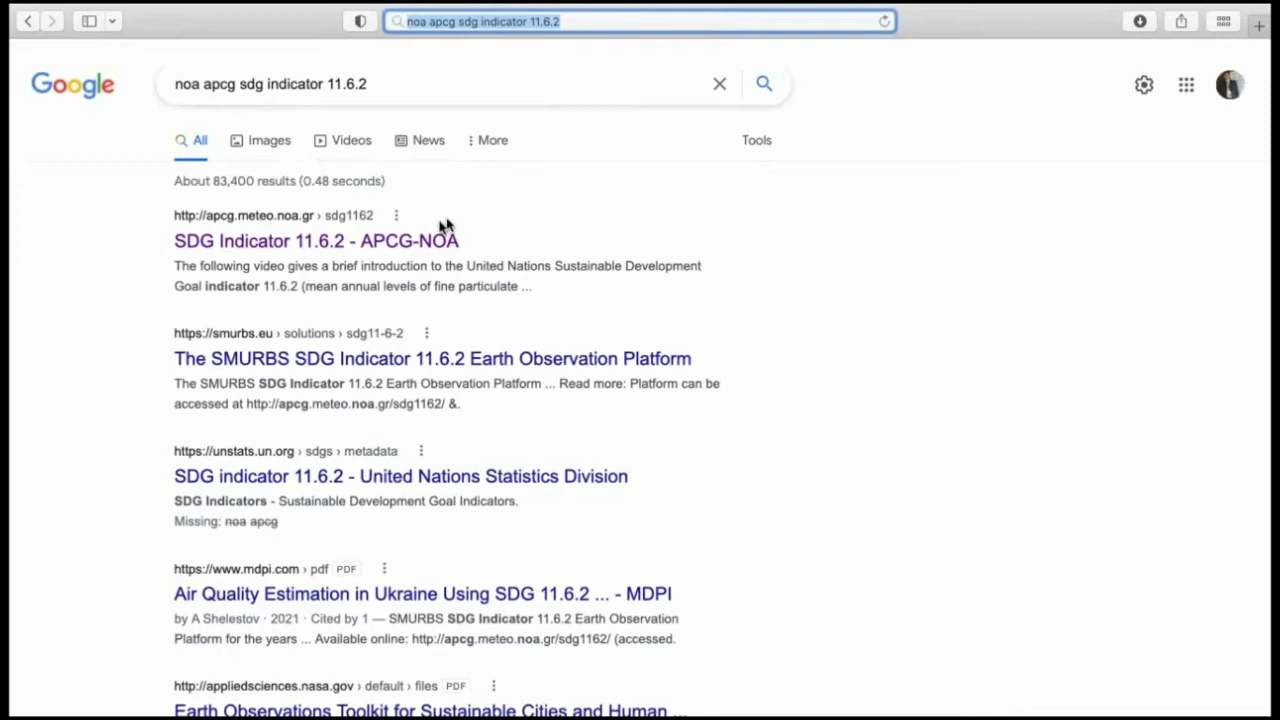 noa apcg sdg indicator 11.6.2
Google
noa apcg sdg indicator 11.6.2
All Images Videos News More Tools
About 83,400 results (0.48 seconds)
http://apcg.meteo.noa.gr › sdg1162
SDG Indicator 11.6.2 - APCG-NOA
The following video gives a brief introduction to the United Nations Sustainable Development
Goal indicator 11.6.2 (mean annual levels of fine particulate ...
https://smurbs.eu › solutions › sdg11-6-2
The SMURBS SDG Indicator 11.6.2 Earth Observation Platform
The SMURBS SDG Indicator 11.6.2 Earth Observation Platform ... Read more: Platform can be
accessed at http://apcg.meteo.noa.gr/sdg1162/ &.
https://unstats.un.org › sdgs › metadata
SDG indicator 11.6.2 - United Nations Statistics Division
SDG Indicators - Sustainable Development Goal Indicators.
Missing: noa apcg
https://www.mdpi.com › pdf PDF
Air Quality Estimation in Ukraine Using SDG 11.6.2 ... - MDPI
by A Shelestov · 2021 · Cited by 1 — SMURBS SDG Indicator 11.6.2 Earth Observation
Platform for the years ... Available online: http://apcg.meteo.noa.gr/sdg1162/ (accessed.
http://appliedsciences.nasa.gov › default › files PDF
Earth Observations Toolkit for Sustainable Cities and Human ...